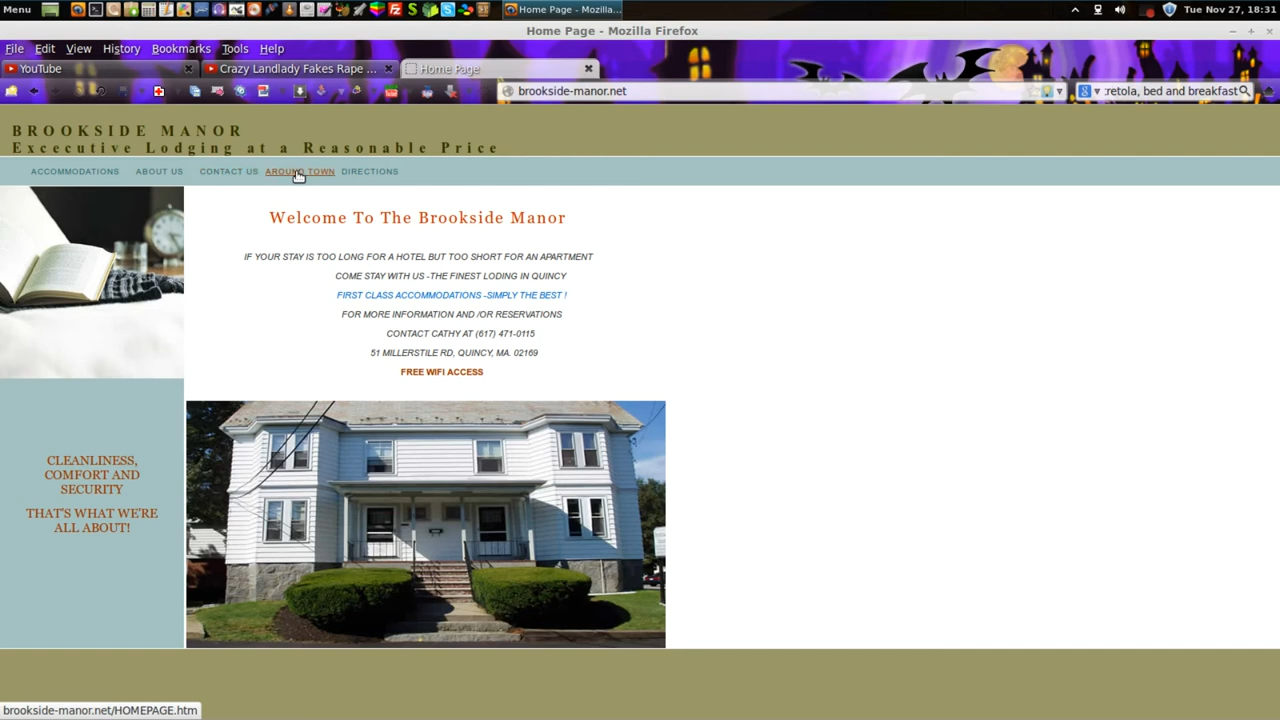 Menu
Home Page - Mozilla...
Tue Nov 27, 18:31
Home Page - Mozilla Firefox
File Edit View History Bookmarks Tools Help
YouTube
Crazy Landlady Fakes Rape ...
Home Page
brookside-manor.net
retola, bed and breakfast
BROOKSIDE MANOR
Excecutive Lodging at a Reasonable Price
ACCOMMODATIONS ABOUT US CONTACT US AROUND TOWN DIRECTIONS
Welcome To The Brookside Manor
IF YOUR STAY IS TOO LONG FOR A HOTEL BUT TOO SHORT FOR AN APARTMENT
COME STAY WITH US -THE FINEST LODING IN QUINCY
FIRST CLASS ACCOMMODATIONS -SIMPLY THE BEST !
FOR MORE INFORMATION AND /OR RESERVATIONS
CONTACT CATHY AT (617) 471-0115
51 MILLERSTILE RD, QUINCY, MA. 02169
FREE WIFI ACCESS
CLEANLINESS,
COMFORT AND
SECURITY
THAT'S WHAT WE'RE
ALL ABOUT!
brookside-manor.net/HOMEPAGE.htm